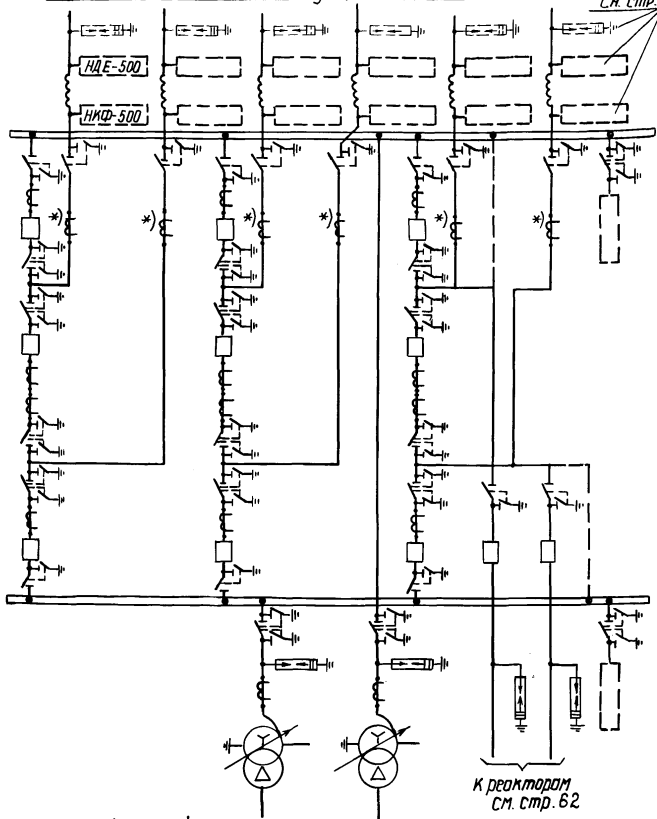 см. стр.
НДЕ-500
НКФ-500
*)
*)
*)
*)
*)
*)
К реакторам
см. стр. 62